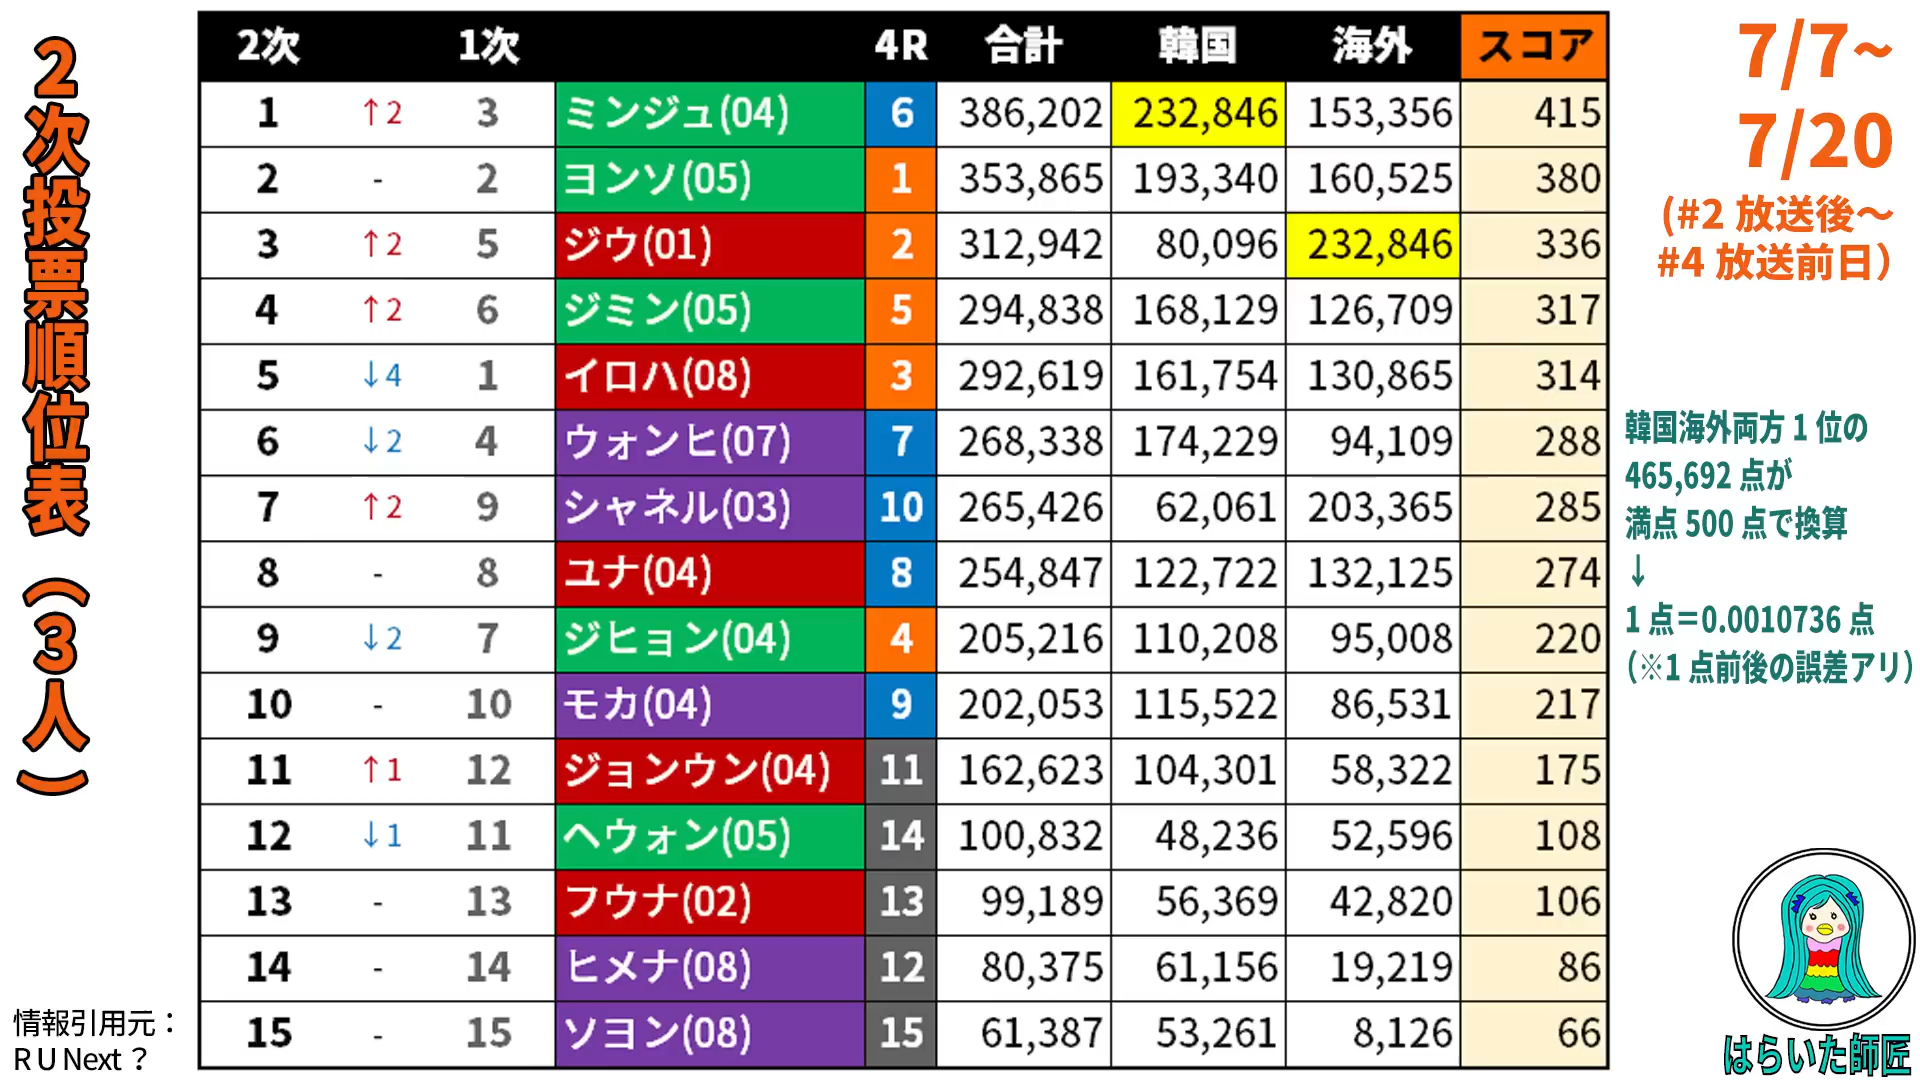 2次投票順位表（3人）
2次 1次 4R 合計 韓国 海外 スコア
1 ↑2 3 ミンジュ(04) 6 386,202 232,846 153,356 415
2 - 2 ヨンソ(05) 1 353,865 193,340 160,525 380
3 ↑2 5 ジウ(01) 2 312,942 80,096 232,846 336
4 ↑2 6 ジミン(05) 5 294,838 168,129 126,709 317
5 ↓4 1 イロハ(08) 3 292,619 161,754 130,865 314
6 ↓2 4 ウォンヒ(07) 7 268,338 174,229 94,109 288
7 ↑2 9 シャネル(03) 10 265,426 62,061 203,365 285
8 - 8 ユナ(04) 8 254,847 122,722 132,125 274
9 ↓2 7 ジヒョン(04) 4 205,216 110,208 95,008 220
10 - 10 モカ(04) 9 202,053 115,522 86,531 217
11 ↑1 12 ジョンウン(04) 11 162,623 104,301 58,322 175
12 ↓1 11 ヘウォン(05) 14 100,832 48,236 52,596 108
13 - 13 フウナ(02) 13 99,189 56,369 42,820 106
14 - 14 ヒメナ(08) 12 80,375 61,156 19,219 86
15 - 15 ソヨン(08) 15 61,387 53,261 8,126 66
7/7~
7/20
(#2 放送後～
#4 放送前日）
韓国海外両方 1 位の
465,692 点が
満点 500 点で換算
↓
1 点＝0.0010736 点
（※1 点前後の誤差アリ）
情報引用元：
R U Next？
はらいた師匠